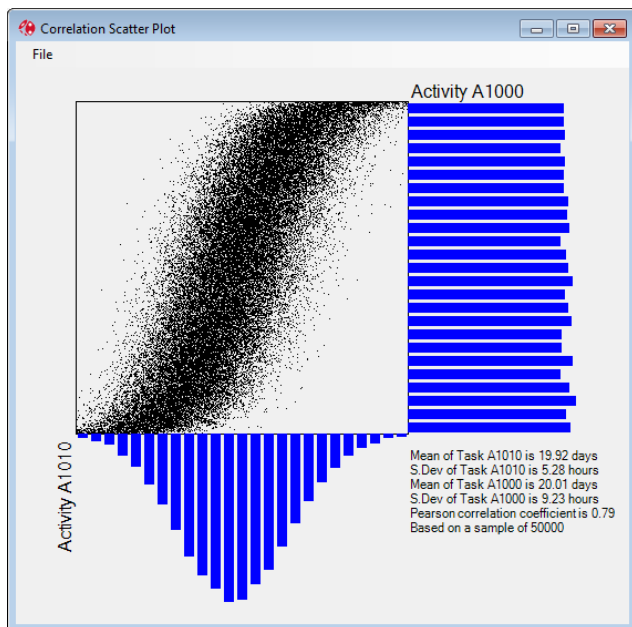 Correlation Scatter Plot
File
Activity A1000
Activity A1010
Mean of Task A1010 is 19.92 days
S.Dev of Task A1010 is 5.28 hours
Mean of Task A1000 is 20.01 days
S.Dev of Task A1000 is 9.23 hours
Pearson correlation coefficient is 0.79
Based on a sample of 50000